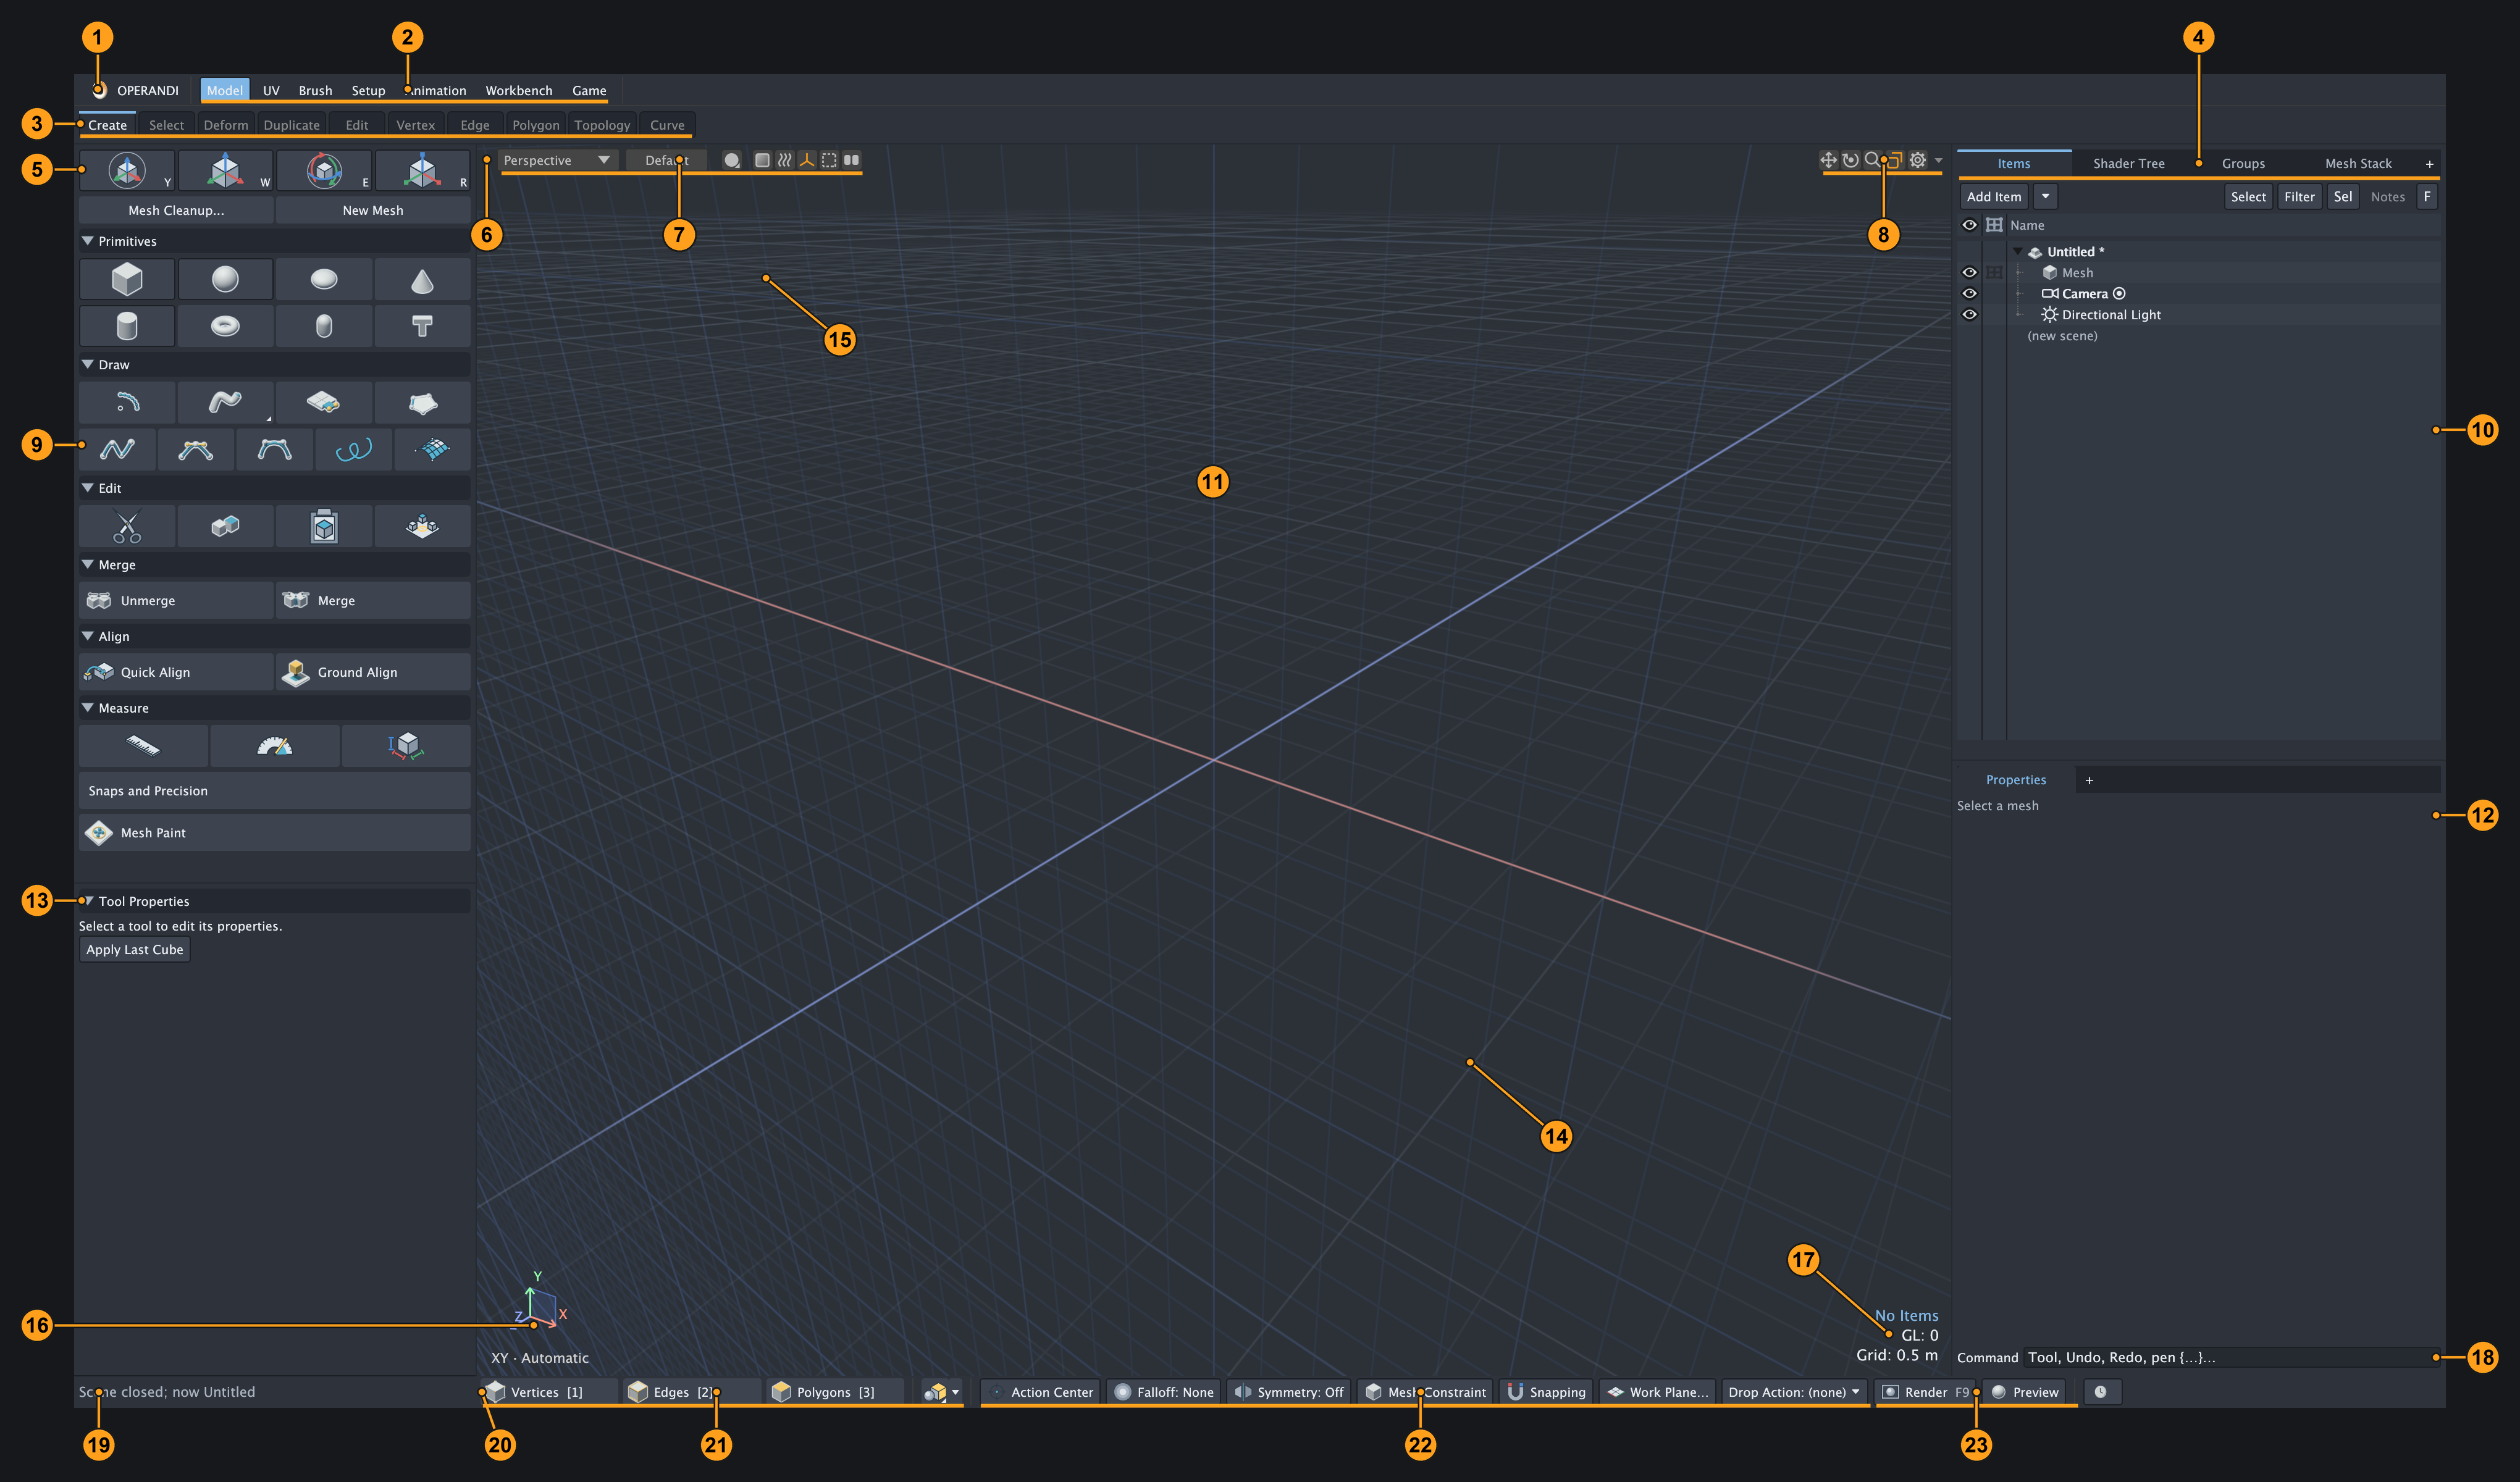 1
2
4
OPERANDI Model UV Brush Setup Animation Workbench Game
3 Create Select Deform Duplicate Edit Vertex Edge Polygon Topology Curve
5 Y W E R
Perspective Default
Items Shader Tree Groups Mesh Stack +
Mesh Cleanup... New Mesh
Add Item Select Filter Sel Notes F
6 7 8
Name
Primitives
Untitled *
Mesh
Camera
Directional Light
(new scene)
15
Draw
9
10
11
Edit
Merge
Unmerge Merge
Align
Quick Align Ground Align
Measure
Properties +
Select a mesh
12
Snaps and Precision
Mesh Paint
13 Tool Properties
Select a tool to edit its properties.
Apply Last Cube
14
17
Y
Z X
16
No Items
GL: 0
Grid: 0.5 m
XY · Automatic
Command Tool, Undo, Redo, pen {...}...
18
Scene closed; now Untitled
Vertices [1] Edges [2] Polygons [3]
Action Center Falloff: None Symmetry: Off Mesh Constraint Snapping Work Plane... Drop Action: (none) Render F9 Preview
19 20 21 22 23